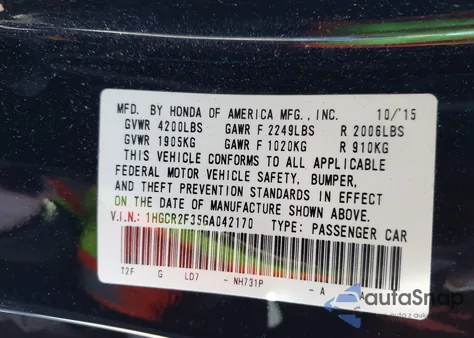 MFD. BY HONDA OF AMERICA MFG., INC. 10/'15
GVWR 4200LBS GAWR F 2249LBS R 2006LBS
GVWR 1905KG GAWR F 1020KG R 910KG
THIS VEHICLE CONFORMS TO ALL APPLICABLE
FEDERAL MOTOR VEHICLE SAFETY, BUMPER,
AND THEFT PREVENTION STANDARDS IN EFFECT
ON THE DATE OF MANUFACTURE SHOWN ABOVE.
V.I.N.: 1HGCR2F35GA042170 TYPE: PASSENGER CAR
T2F G LD7 - NH731P - A
autaSnap